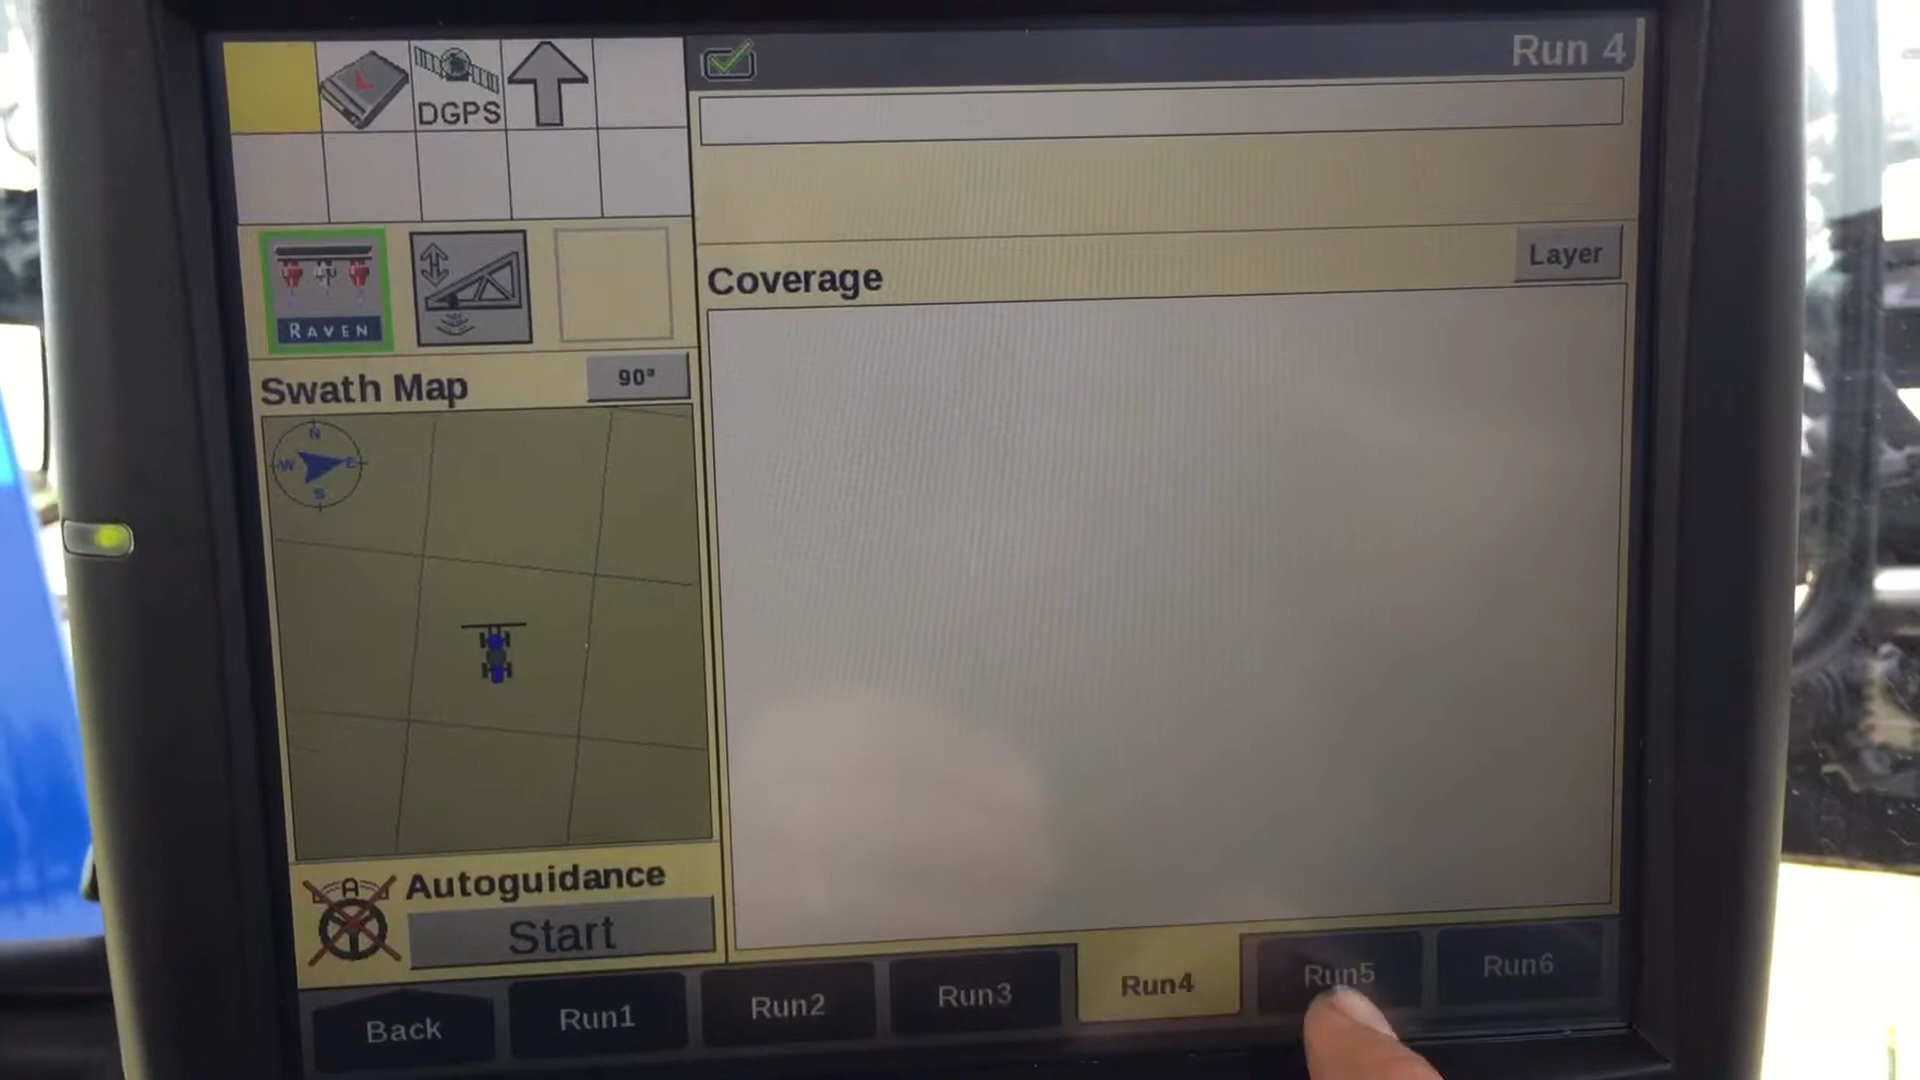 DGPS
Run 4
RAVEN
Coverage
Layer
Swath Map
90°
N
W
E
S
A
Autoguidance
Start
Back
Run1
Run2
Run3
Run4
Run5
Run6